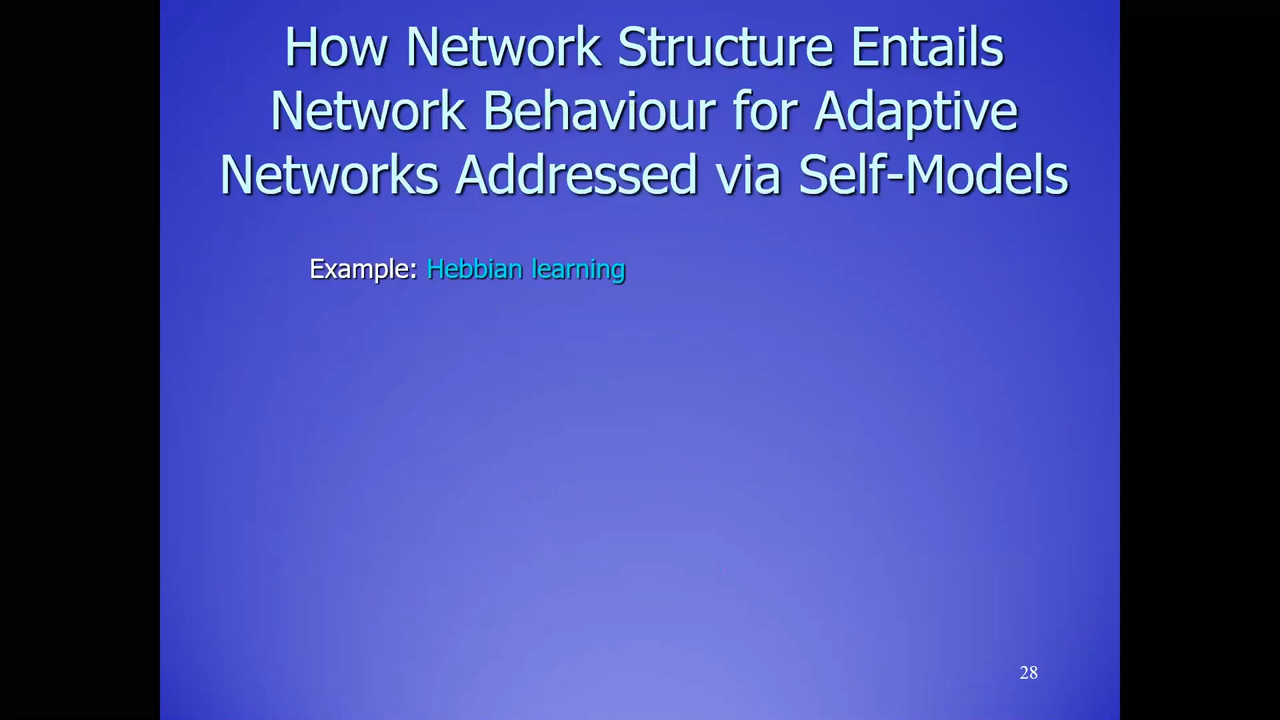 How Network Structure Entails
Network Behaviour for Adaptive
Networks Addressed via Self-Models
Example: Hebbian learning
28